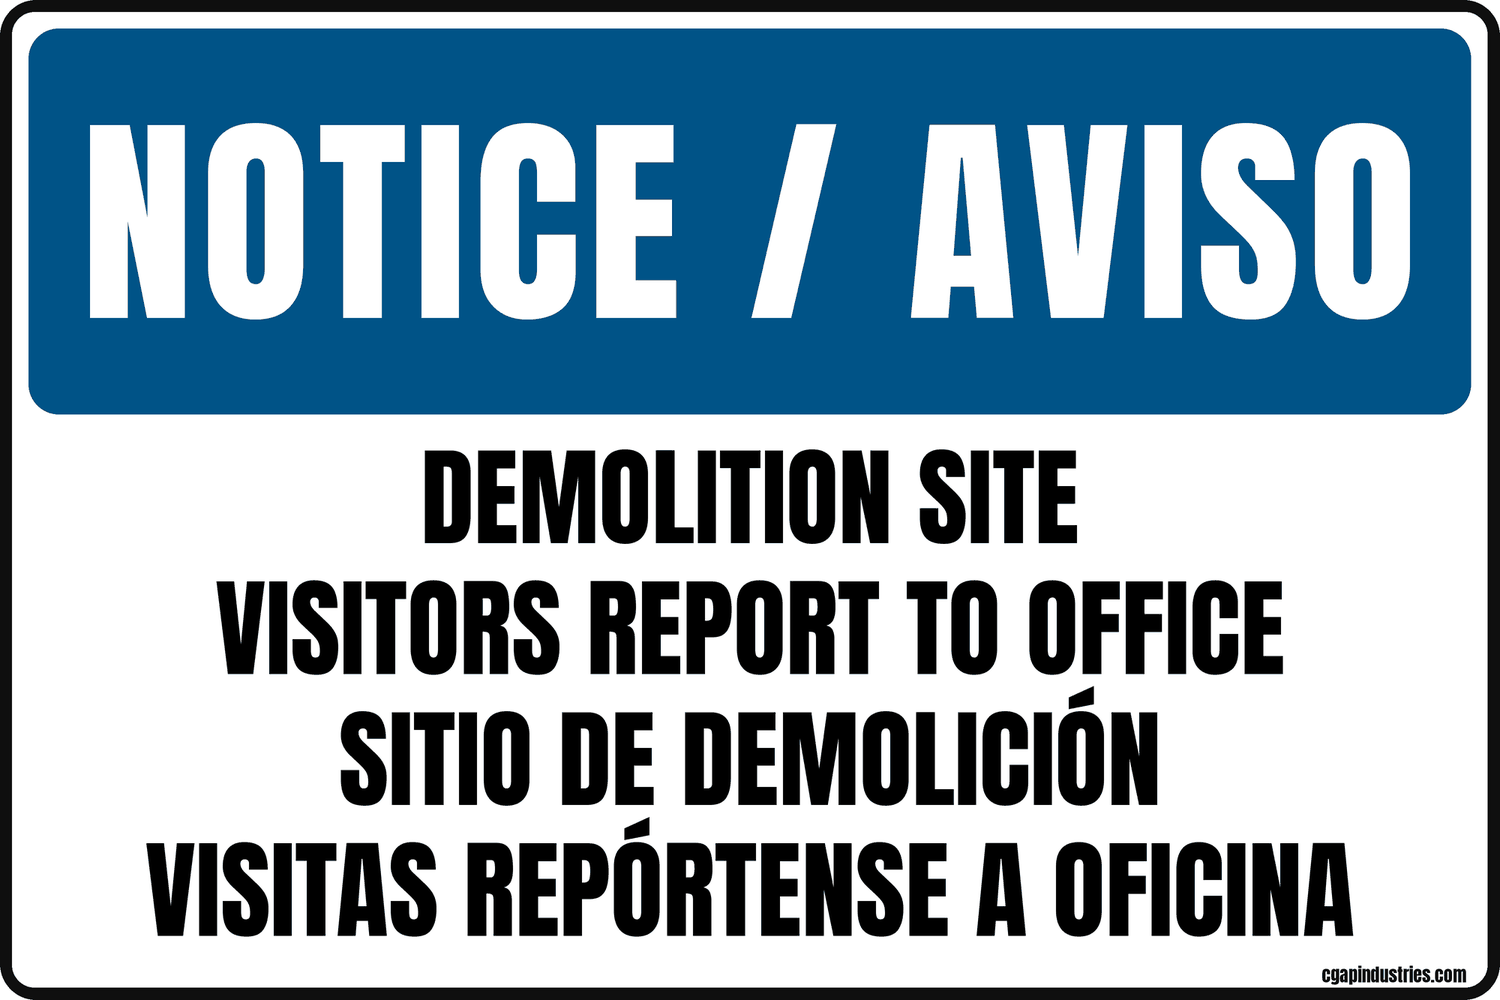 NOTICE / AVISO
DEMOLITION SITE
VISITORS REPORT TO OFFICE
SITIO DE DEMOLICIÓN
VISITAS REPÓRTENSE A OFICINA
cgapindustries.com